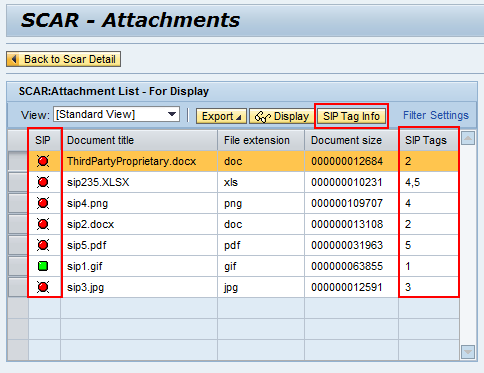 SCAR - Attachments
Back to Scar Detail
SCAR:Attachment List - For Display
View: [Standard View] Export Display SIP Tag Info Filter Settings
SIP Document title File extension Document size SIP Tags
ThirdPartyProprietary.docx doc 000000012684 2
sip235.XLSX xls 000000010231 4,5
sip4.png png 000000109707 4
sip2.docx doc 000000013108 2
sip5.pdf pdf 000000031963 5
sip1.gif gif 000000063855 1
sip3.jpg jpg 000000012591 3